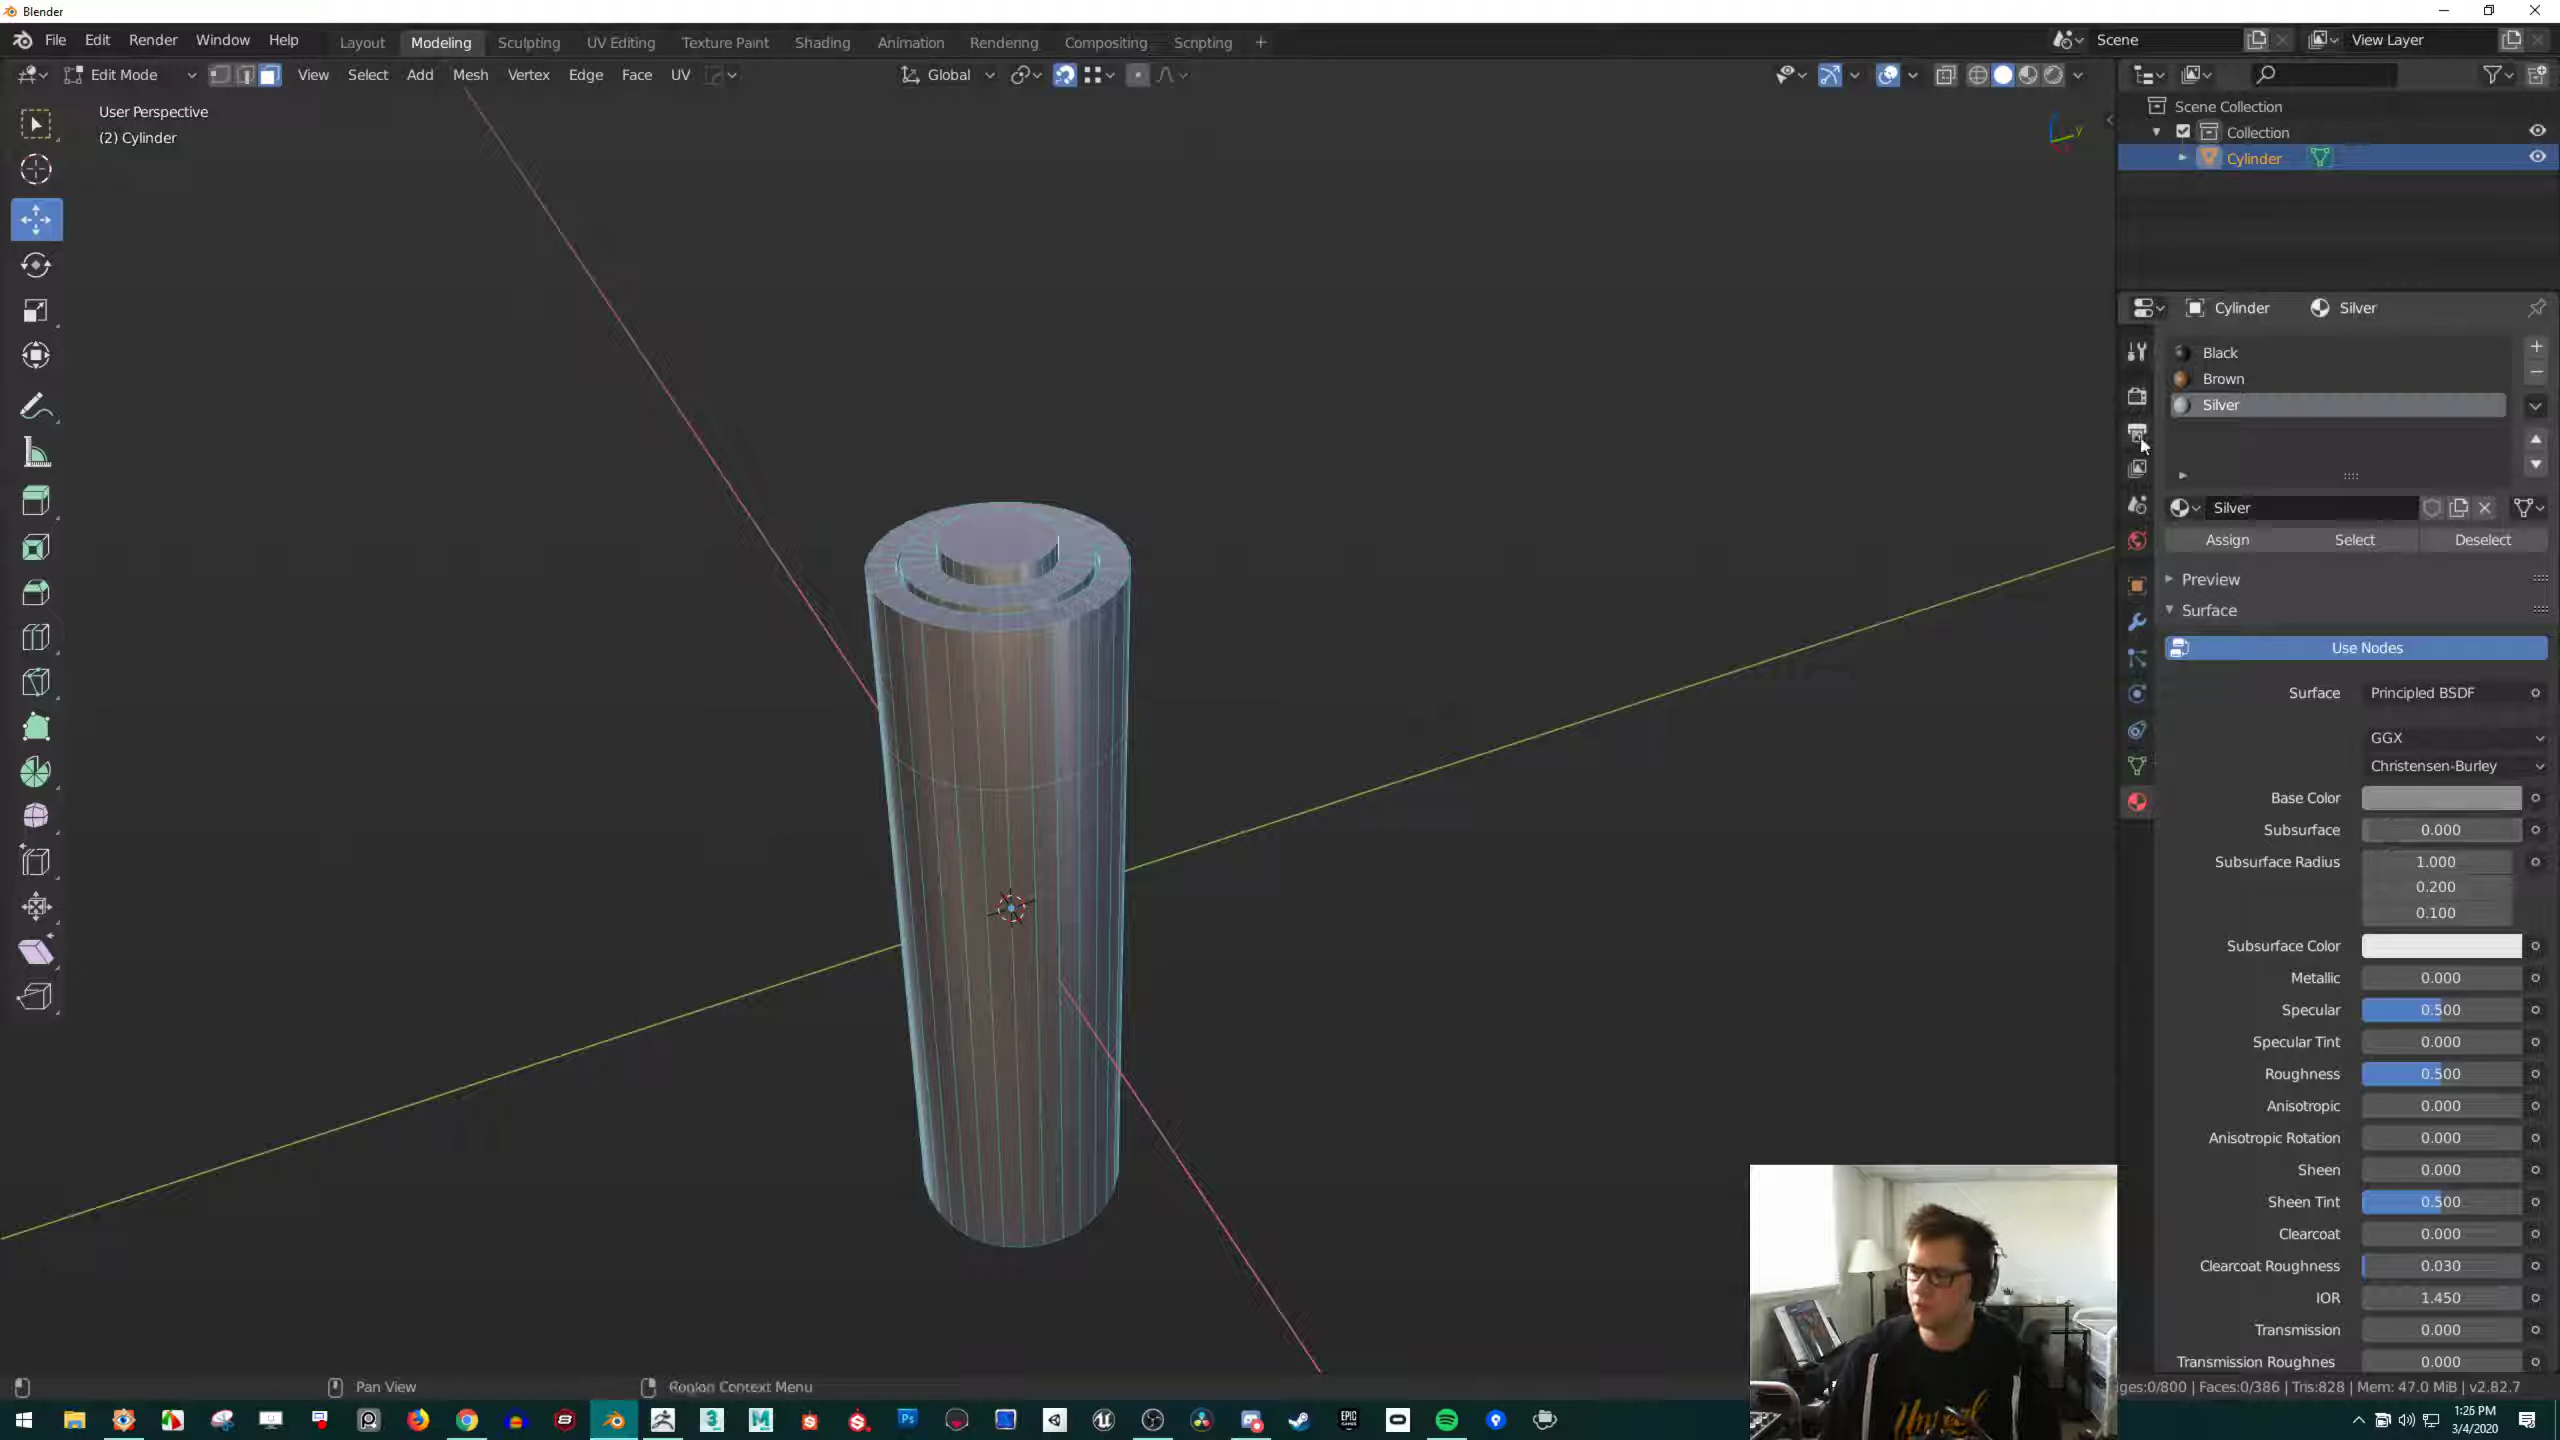 Blender
File Edit Render Window Help Layout Modeling Sculpting UV Editing Texture Paint Shading Animation Rendering Compositing Scripting + Scene View Layer
Edit Mode View Select Add Mesh Vertex Edge Face UV Global
User Perspective
(2) Cylinder
Scene Collection
Collection
Cylinder
Cylinder Silver
Black
Brown
Silver
Silver
Assign Select Deselect
Preview
Surface
Use Nodes
Surface Principled BSDF
GGX
Christensen-Burley
Base Color
Subsurface 0.000
Subsurface Radius 1.000
0.200
0.100
Subsurface Color
Metallic 0.000
Specular 0.500
Specular Tint 0.000
Roughness 0.500
Anisotropic 0.000
Anisotropic Rotation 0.000
Sheen 0.000
Sheen Tint 0.500
Clearcoat 0.000
Clearcoat Roughness 0.030
IOR 1.450
Transmission 0.000
Transmission Roughnes 0.000
Pan View Region Context Menu ges:0/800 | Faces:0/386 | Tris:828 | Mem: 47.0 MiB | v2.82.7
1:26 PM
3/4/2020